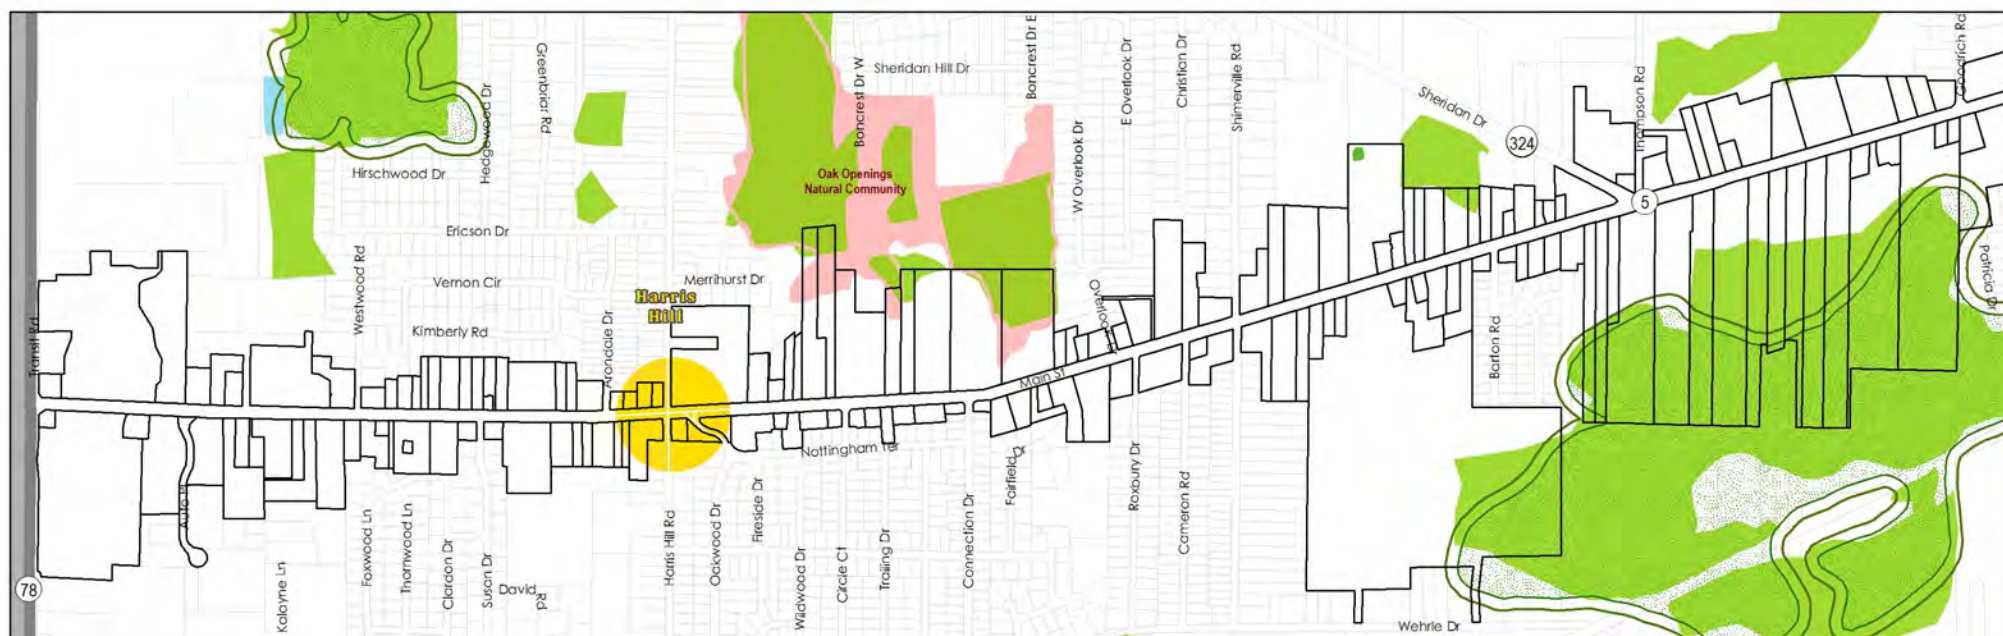 Greenbriar Rd
Hedgewood Dr
Hirschwood Dr
Ericson Dr
Westwood Rd
Vernon Cir
Kimberly Rd
Arondale Dr
Merrihurst Dr
Harris
Hill
Boncrest Dr W
Sheridan Hill Dr
Boncrest Dr E
Oak Openings
Natural Community
W Overlook Dr
E Overlook Dr
Christian Dr
Shimerville Rd
Sheridan Dr
324
Thompson Rd
Goodrich Rd
5
Patricia Dr
Barton Rd
Main St
Transit Rd
78
Auto Pl
Kalayne Ln
Foxwood Ln
Thornwood Ln
Clardon Dr
Susan Dr
David Rd
Harris Hill Rd
Oakwood Dr
Fireside Dr
Nottingham Ter
Wildwood Dr
Circle Ct
Trailing Dr
Connection Dr
Fairfield Dr
Roxbury Dr
Cameron Rd
Wehrle Dr